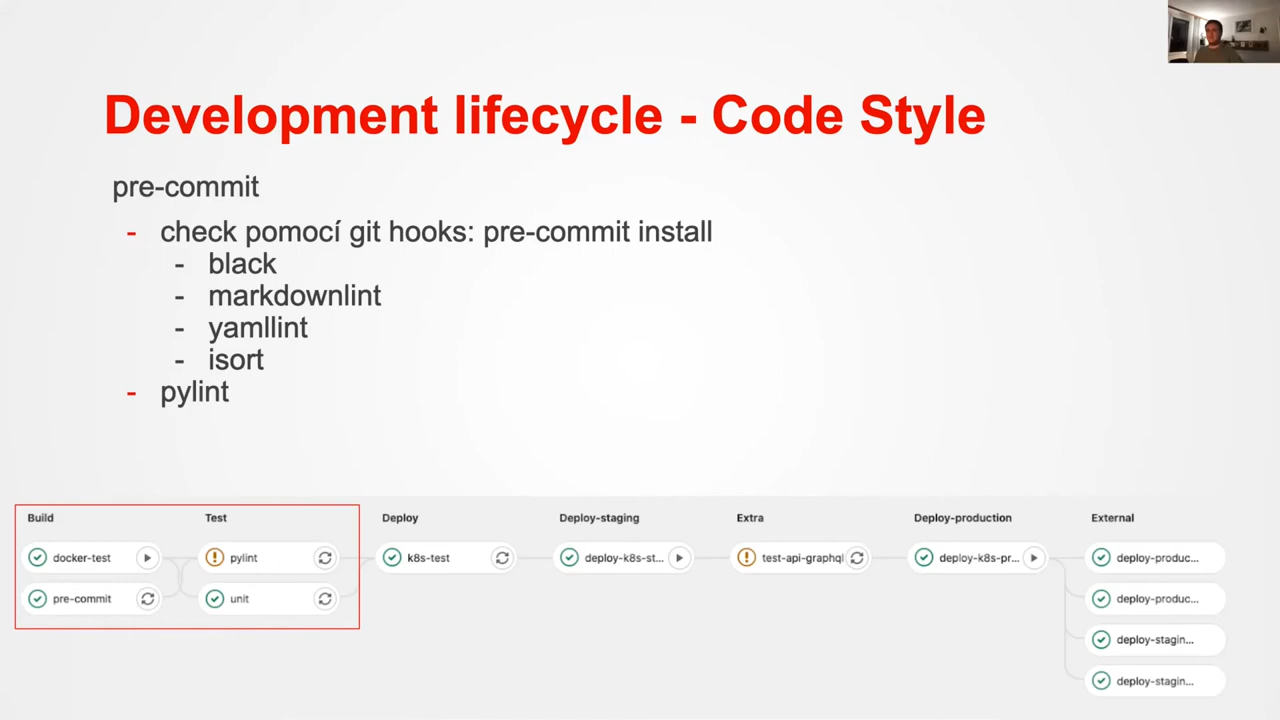 Development lifecycle - Code Style
pre-commit
- check pomocí git hooks: pre-commit install
- black
- markdownlint
- yamllint
- isort
- pylint
Build
Test
Deploy
Deploy-staging
Extra
Deploy-production
External
docker-test
pylint
k8s-test
deploy-k8s-st...
test-api-graphql
deploy-k8s-pr...
deploy-produc...
pre-commit
unit
deploy-produc...
deploy-stagin...
deploy-stagin...